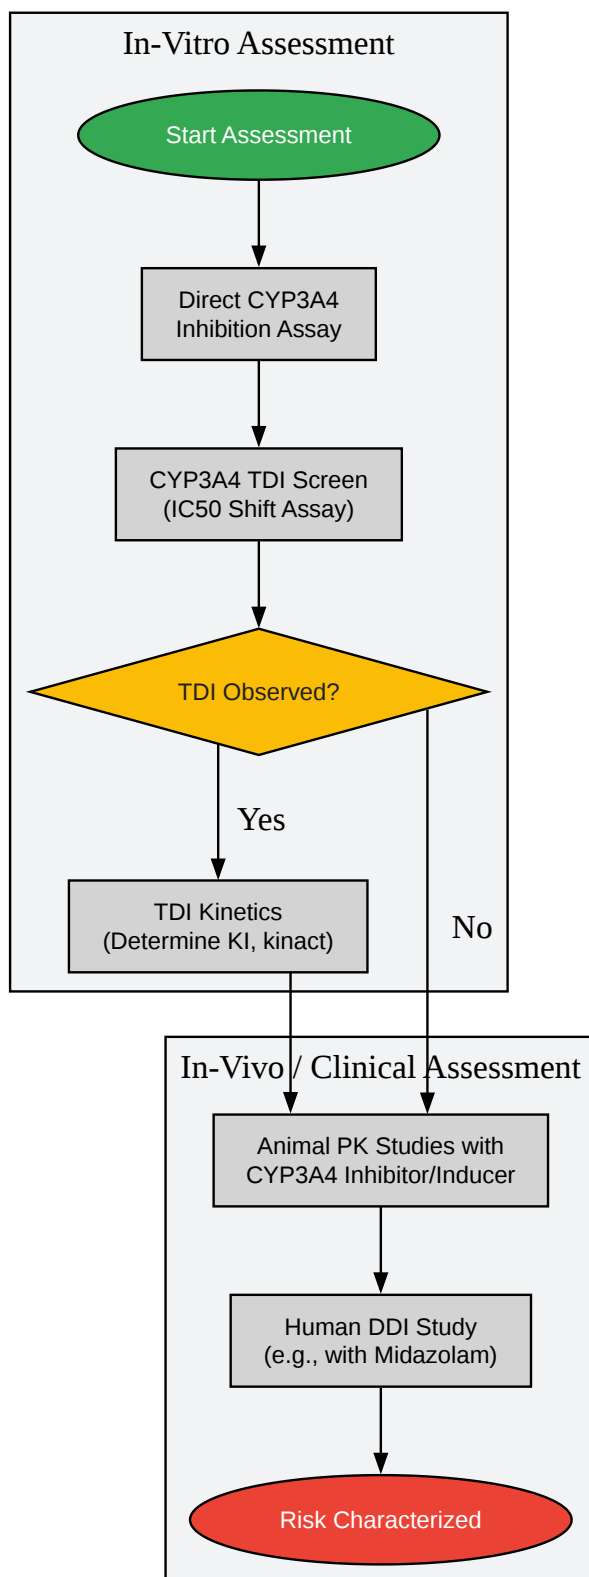 In-Vitro Assessment
Start Assessment
Direct CYP3A4
Inhibition Assay
CYP3A4 TDI Screen
(IC50 Shift Assay)
TDI Observed?
Yes
TDI Kinetics
(Determine KI, kinact)
No
In-Vivo / Clinical Assessment
Animal PK Studies with
CYP3A4 Inhibitor/Inducer
Human DDI Study
(e.g., with Midazolam)
Risk Characterized